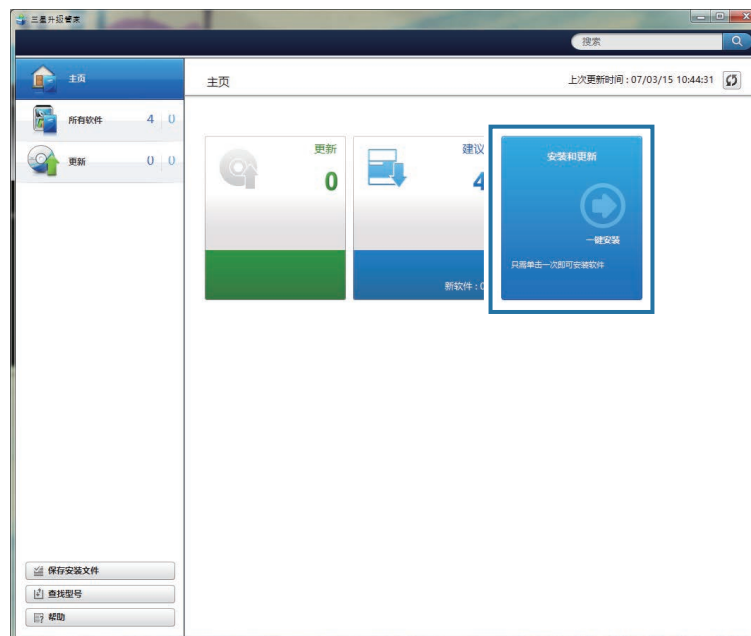 三星升级管家
搜索
主页
所有软件 4 0
更新 0 0
主页
上次更新时间 : 07/03/15 10:44:31
更新
0
建议
4
新软件 : 0
安装和更新
一键安装
只需单击一次即可安装软件
保存安装文件
查找型号
帮助